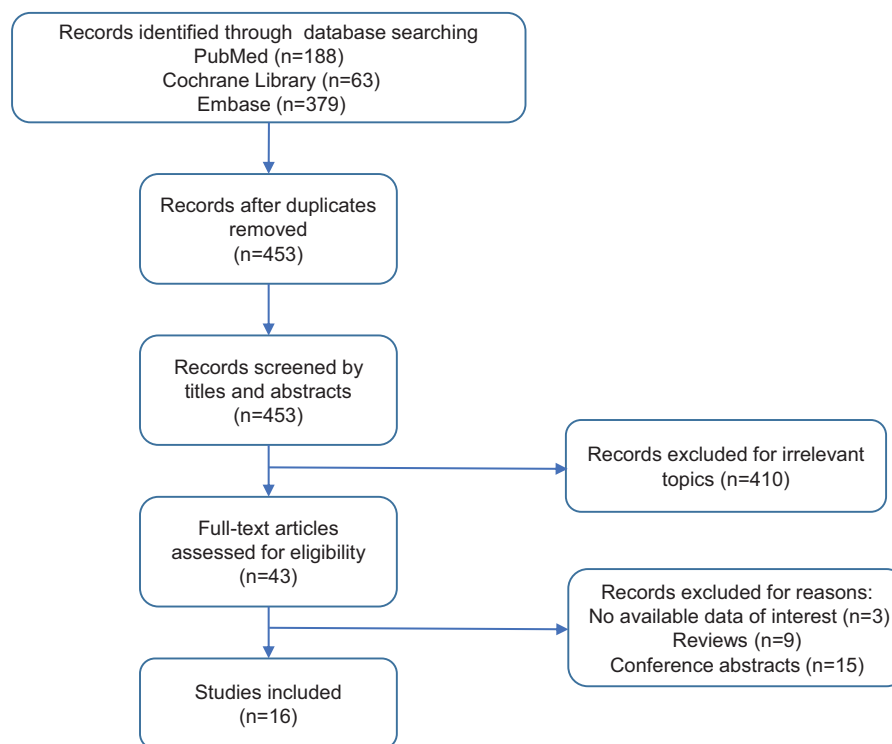 Records identified through database searching
PubMed (n=188)
Cochrane Library (n=63)
Embase (n=379)
Records after duplicates
removed
(n=453)
Records screened by
titles and abstracts
(n=453)
Records excluded for irrelevant
topics (n=410)
Full-text articles
assessed for eligibility
(n=43)
Records excluded for reasons:
No available data of interest (n=3)
Reviews (n=9)
Conference abstracts (n=15)
Studies included
(n=16)